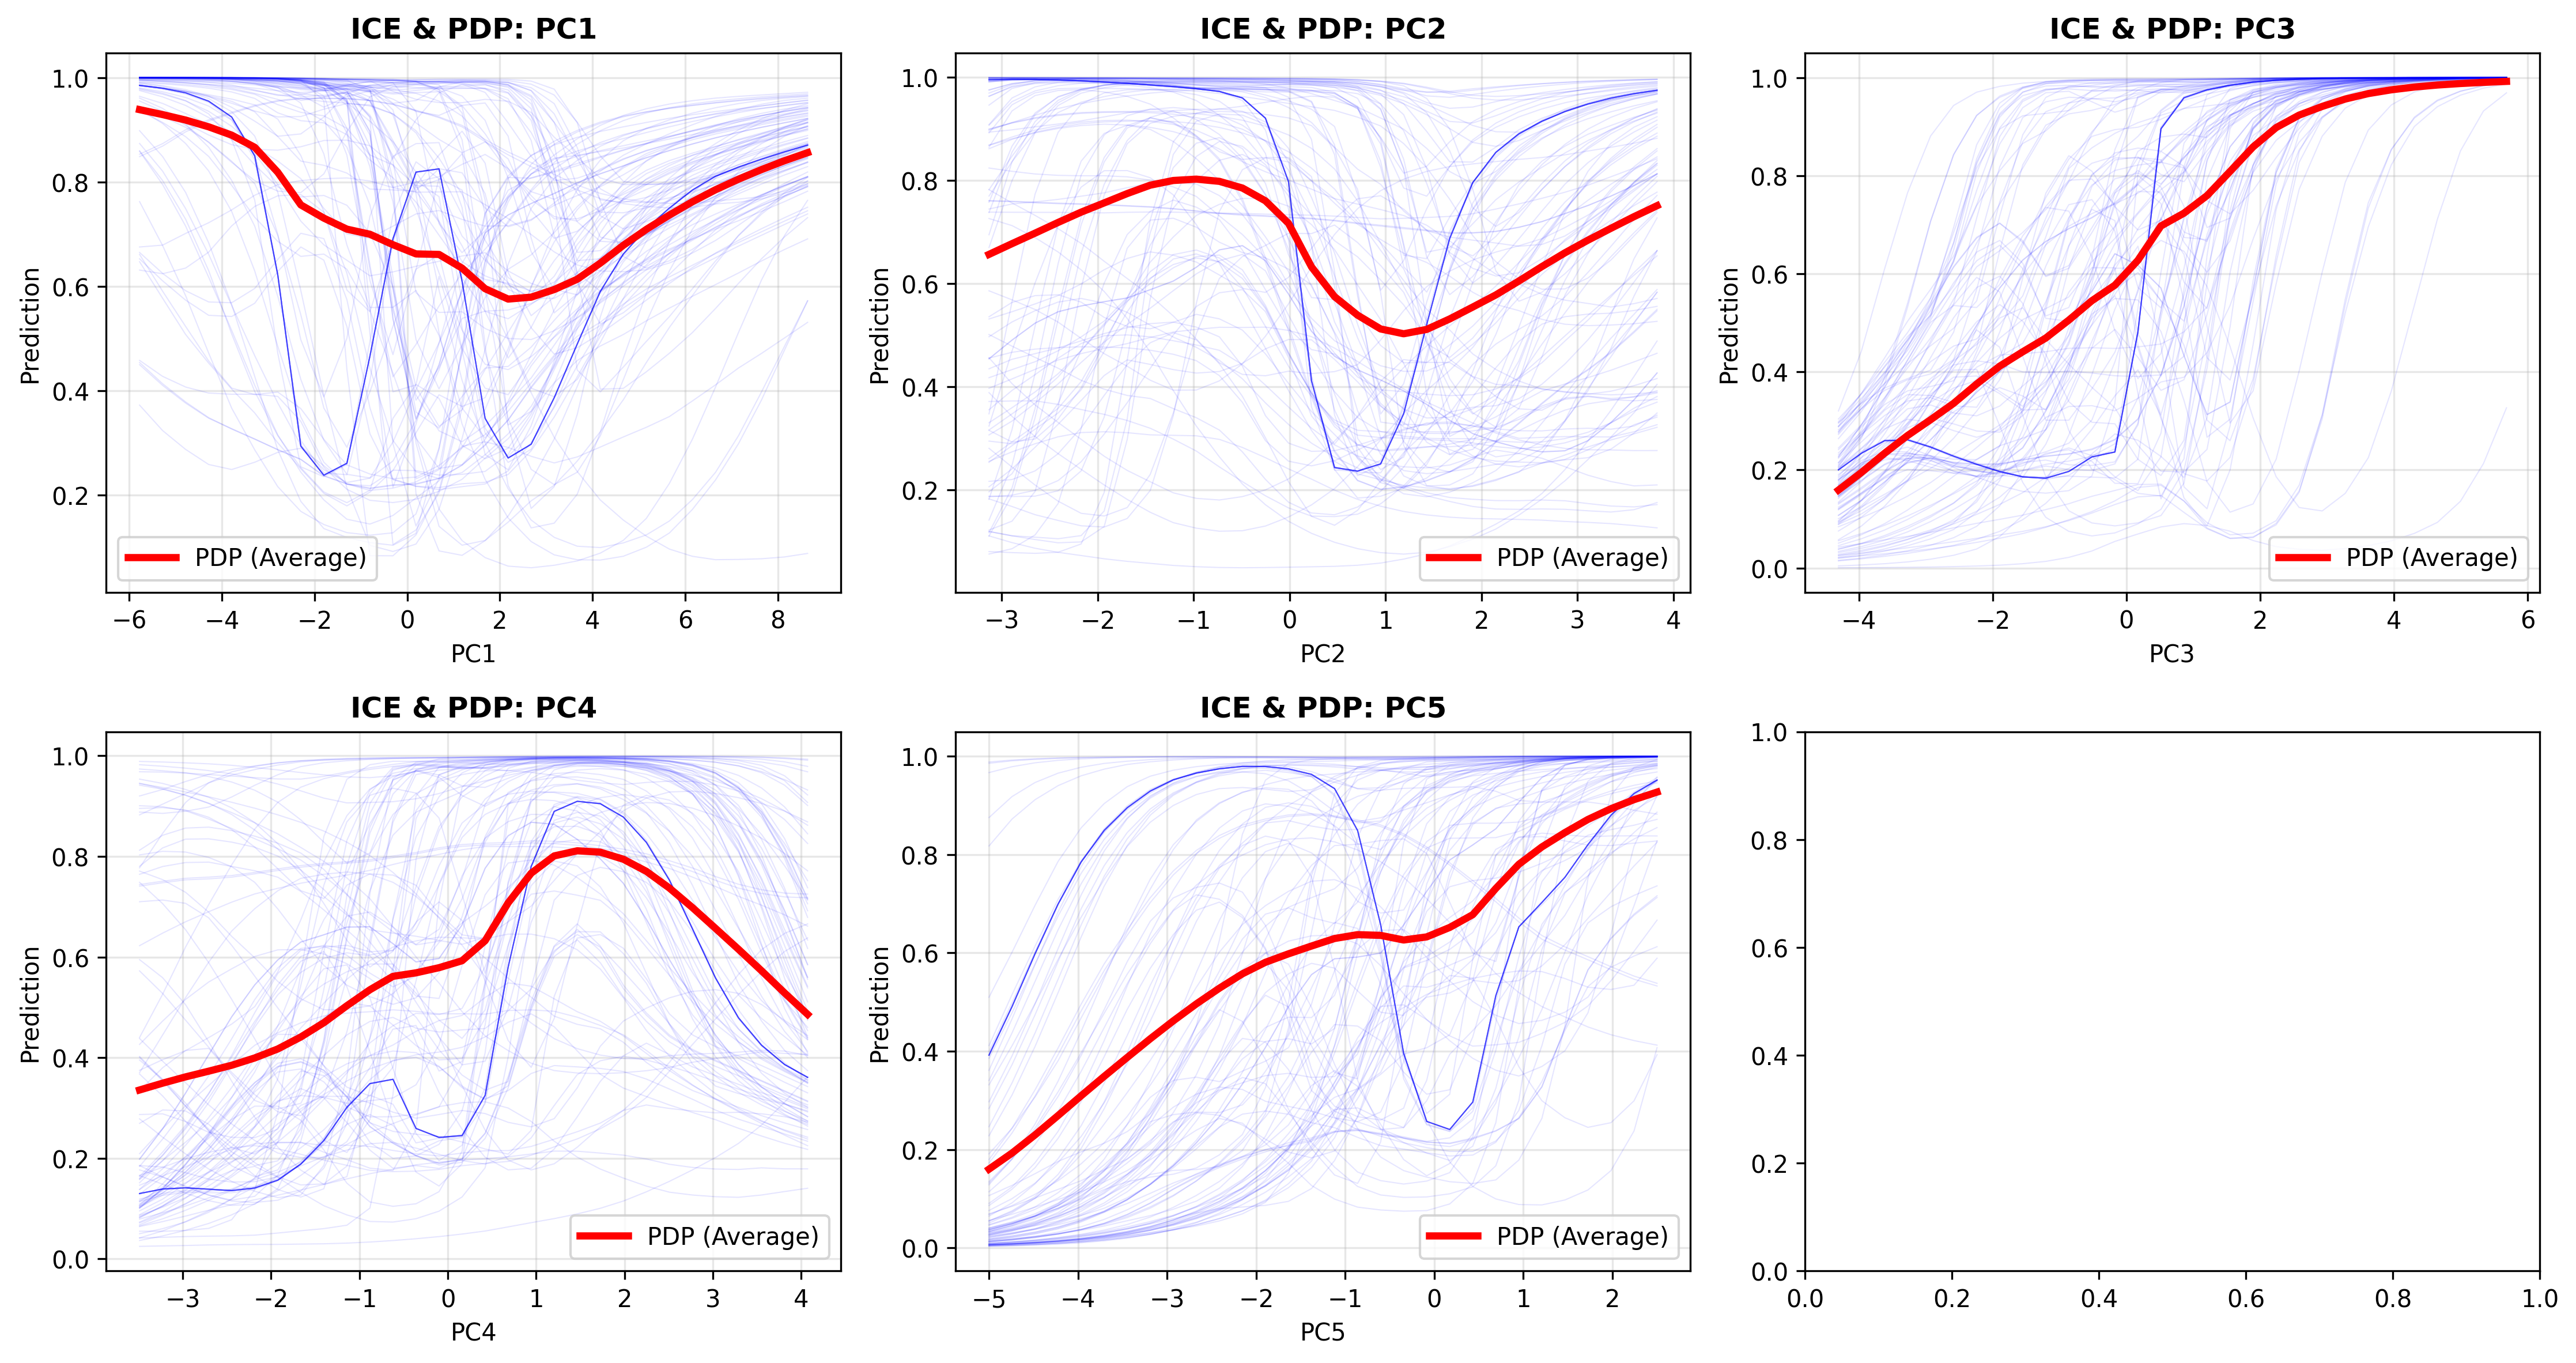 ICE & PDP: PC1
1.0
0.8
0.6
0.4
0.2
Prediction
PDP (Average)
−6 −4 −2 0 2 4 6 8
PC1
ICE & PDP: PC2
1.0
0.8
0.6
0.4
0.2
Prediction
PDP (Average)
−3 −2 −1 0 1 2 3 4
PC2
ICE & PDP: PC3
1.0
0.8
0.6
0.4
0.2
0.0
Prediction
PDP (Average)
−4 −2 0 2 4 6
PC3
ICE & PDP: PC4
1.0
0.8
0.6
0.4
0.2
0.0
Prediction
PDP (Average)
−3 −2 −1 0 1 2 3 4
PC4
ICE & PDP: PC5
1.0
0.8
0.6
0.4
0.2
0.0
Prediction
PDP (Average)
−5 −4 −3 −2 −1 0 1 2
PC5
1.0
0.8
0.6
0.4
0.2
0.0
0.0 0.2 0.4 0.6 0.8 1.0